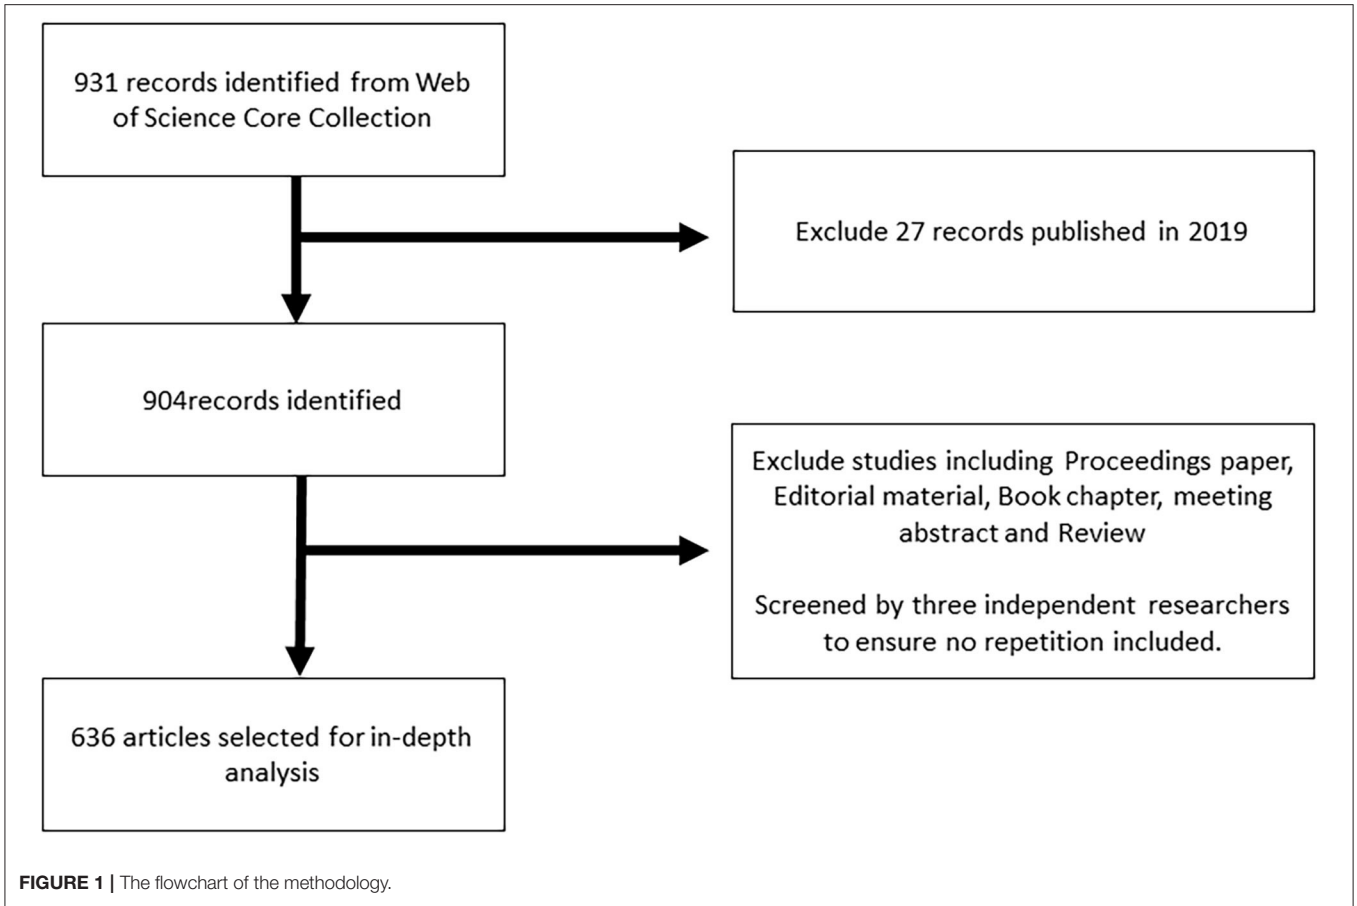 931 records identified from Web
of Science Core Collection
Exclude 27 records published in 2019
904records identified
Exclude studies including Proceedings paper,
Editorial material, Book chapter, meeting
abstract and Review
Screened by three independent researchers
to ensure no repetition included.
636 articles selected for in-depth
analysis
FIGURE 1 | The flowchart of the methodology.